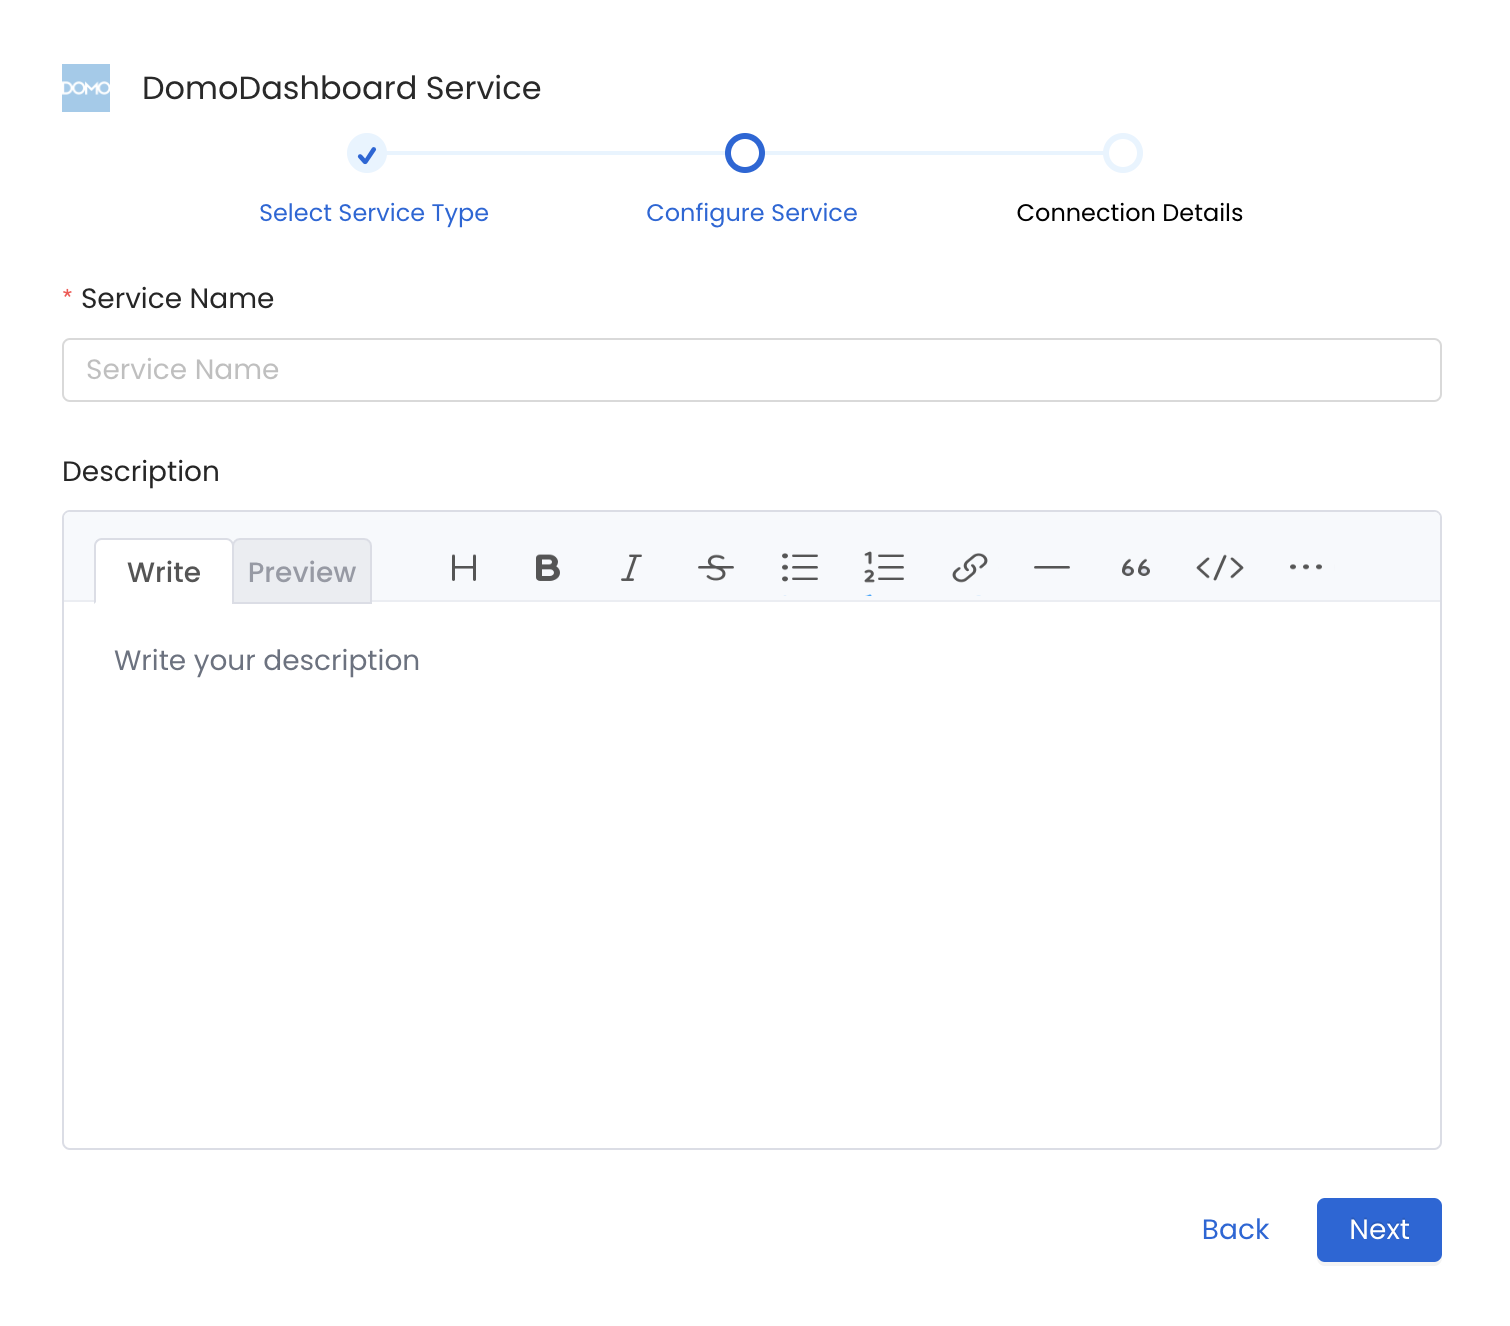 DOMO
DomoDashboard Service
Select Service Type
Configure Service
Connection Details
* Service Name
Service Name
Description
Write
Preview
Write your description
Back
Next